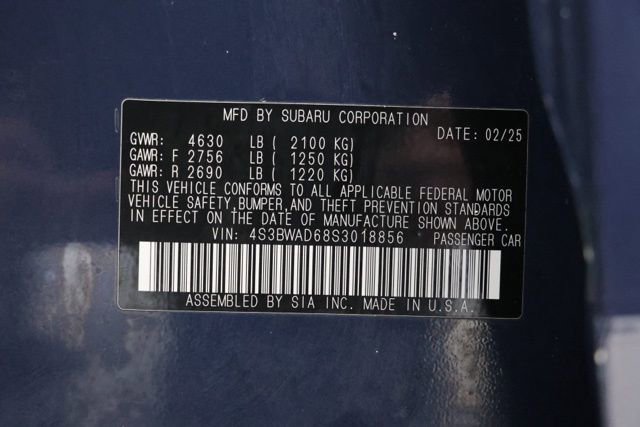 MFD BY SUBARU CORPORATION
GVWR: 4630 LB ( 2100 KG) DATE: 02/25
GAWR: F 2756 LB ( 1250 KG)
GAWR: R 2690 LB ( 1220 KG)
THIS VEHICLE CONFORMS TO ALL APPLICABLE FEDERAL MOTOR
VEHICLE SAFETY,BUMPER,AND THEFT PREVENTION STANDARDS
IN EFFECT ON THE DATE OF MANUFACTURE SHOWN ABOVE.
VIN: 4S3BWAD68S3018856 PASSENGER CAR
ASSEMBLED BY SIA INC. MADE IN U.S.A.